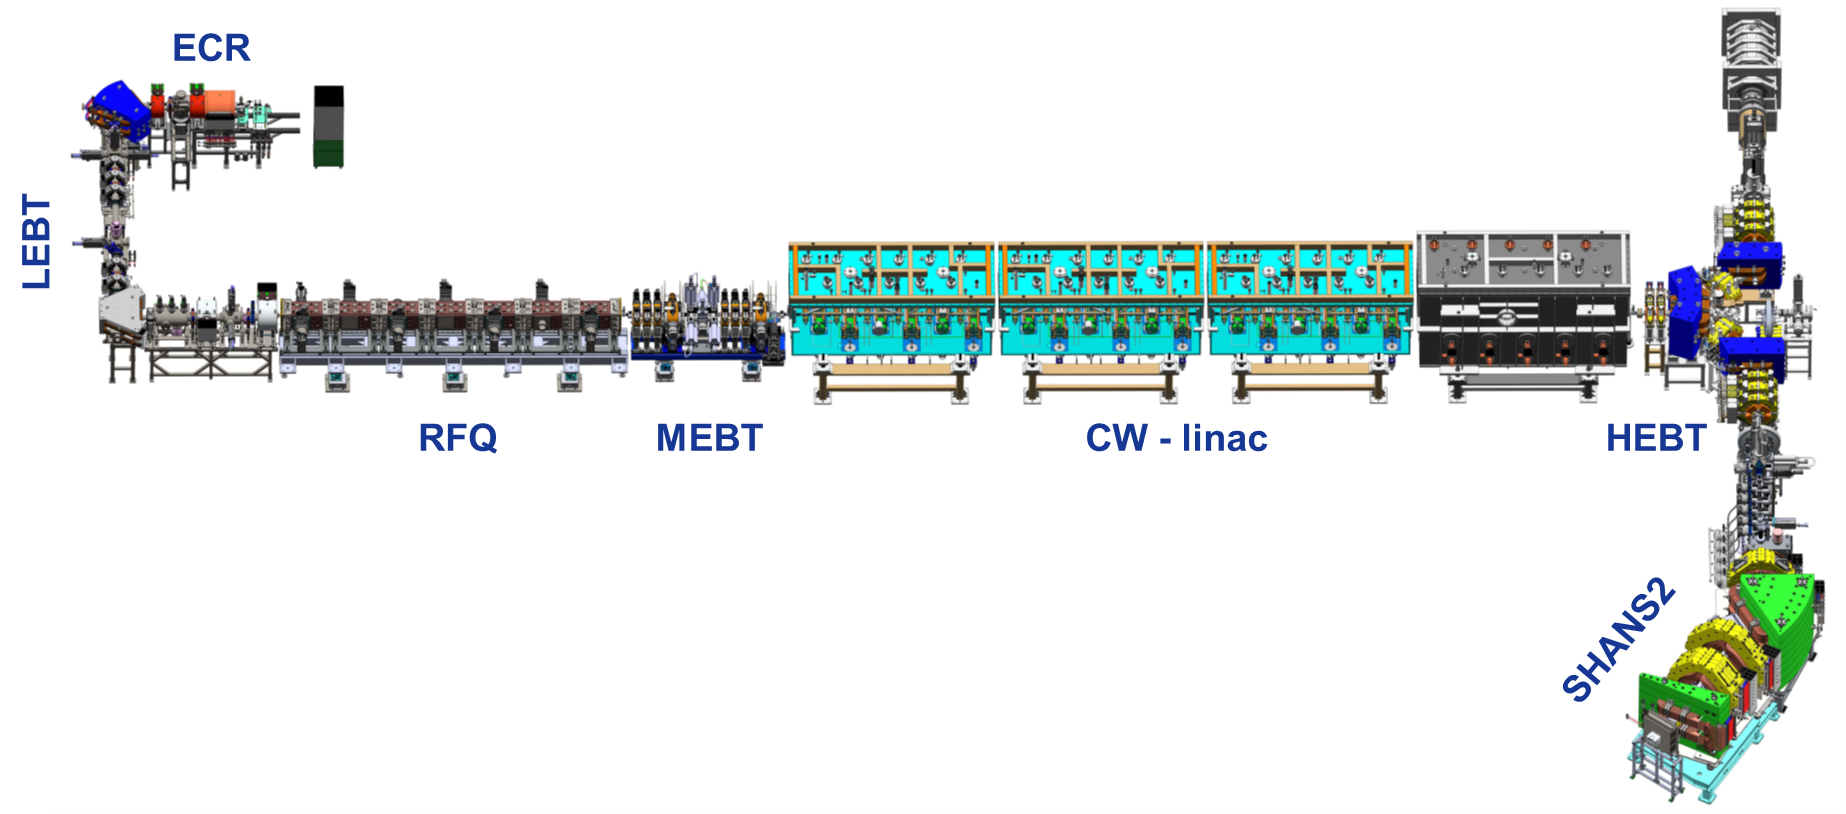 ECR
LEBT
RFQ
MEBT
CW - linac
HEBT
SHANS2